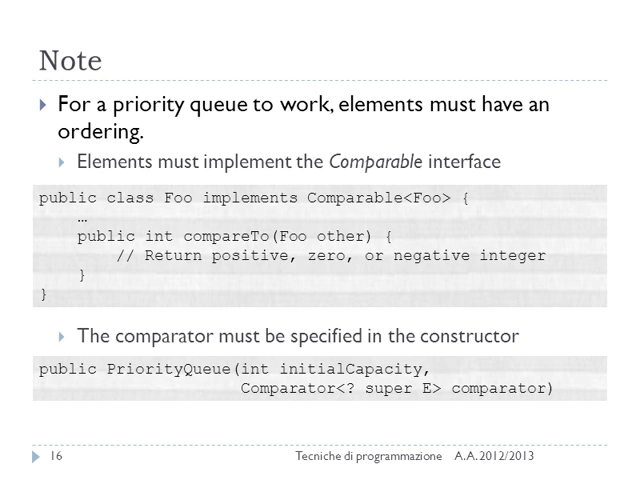 Note
For a priority queue to work, elements must have an
ordering.
Elements must implement the Comparable interface
public class Foo implements Comparable<Foo> {
…
public int compareTo(Foo other) {
// Return positive, zero, or negative integer
}
}
The comparator must be specified in the constructor
public PriorityQueue(int initialCapacity,
Comparator<? super E> comparator)
16 Tecniche di programmazione A.A. 2012/2013